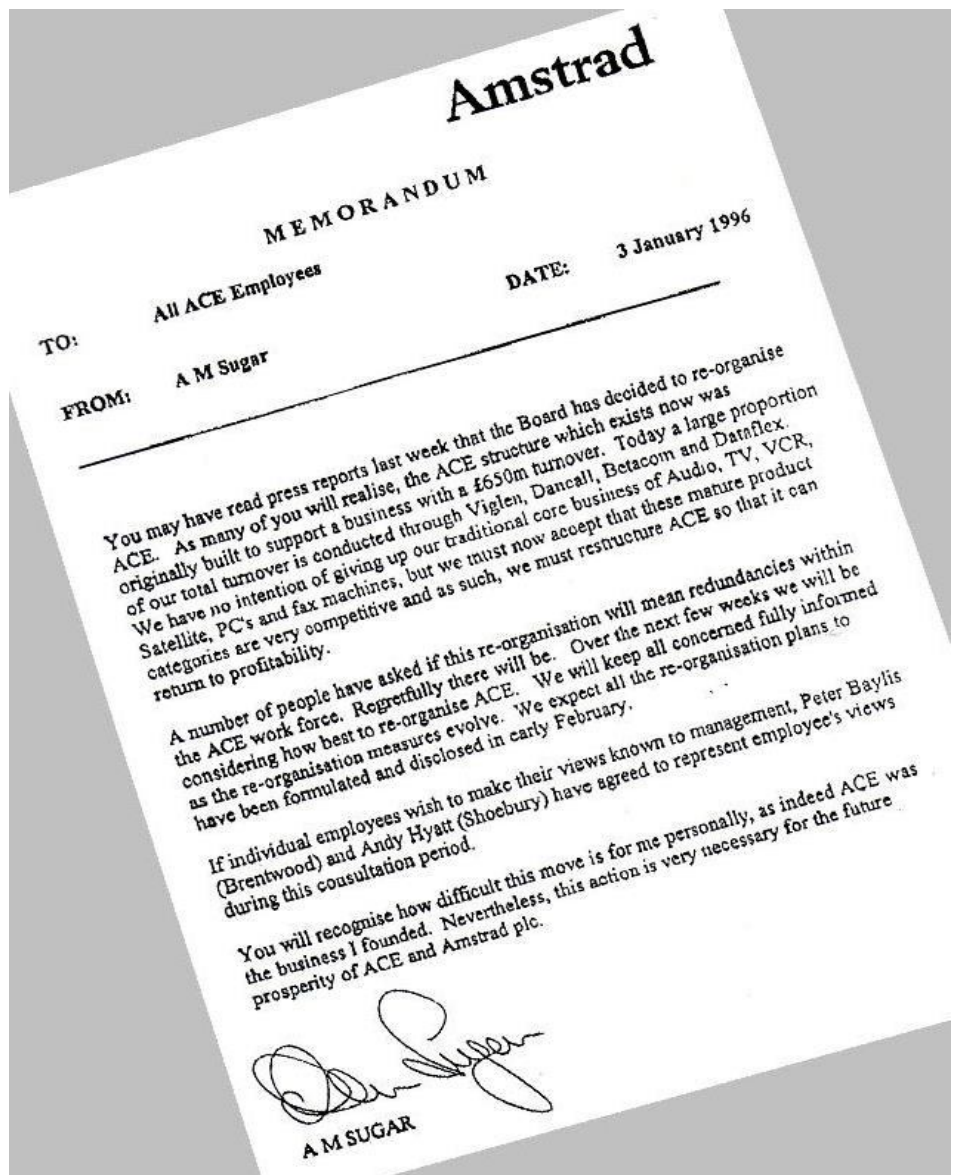 Amstrad
MEMORANDUM
TO: All ACE Employees
DATE: 3 January 1996
FROM: A M Sugar
You may have read press reports last week that the Board has decided to re-organise
ACE. As many of you will realise, the ACE structure which exists now was
originally built to support a business with a £650m turnover. Today a large proportion
of our total turnover is conducted through Viglen, Dancall, Betacom and Dataflex.
We have no intention of giving up our traditional core business of Audio, TV, VCR,
Satellite, PC's and fax machines, but we must now accept that these mature product
categories are very competitive and as such, we must restructure ACE so that it can
return to profitability.
A number of people have asked if this re-organisation will mean redundancies within
the ACE work force. Regretfully there will be. Over the next few weeks we will be
considering how best to re-organise ACE. We will keep all concerned fully informed
as the re-organisation measures evolve. We expect all the re-organisation plans to
have been formulated and disclosed in early February.
If individual employees wish to make their views known to management, Peter Baylis
(Brentwood) and Andy Hyatt (Shoebury) have agreed to represent employee's views
during this consultation period.
You will recognise how difficult this move is for me personally, as indeed ACE was
the business I founded. Nevertheless, this action is very necessary for the future
prosperity of ACE and Amstrad plc.
Alan Sugar
A M SUGAR